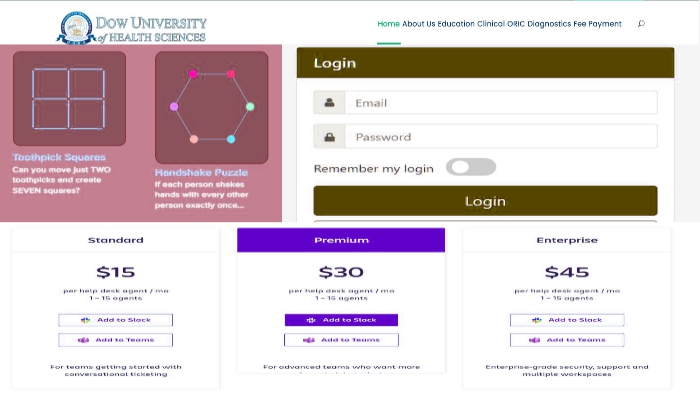 DOW UNIVERSITY
of HEALTH SCIENCES
Home About Us Education Clinical ORIC Diagnostics Fee Payment
Toothpick Squares
Can you move just TWO
toothpicks and create
SEVEN squares?
Handshake Puzzle
If each person shakes
hands with every other
person exactly once...
Login
Email
Password
Remember my login
Login
Standard
$15
per help desk agent / mo
1 – 15 agents
Add to Slack
Add to Teams
For teams getting started with
conversational ticketing
Premium
$30
per help desk agent / mo
1 – 15 agents
Add to Slack
Add to Teams
For advanced teams who want more
Enterprise
$45
per help desk agent / mo
1 – 15 agents
Add to Slack
Add to Teams
Enterprise-grade security, support and
multiple workspaces